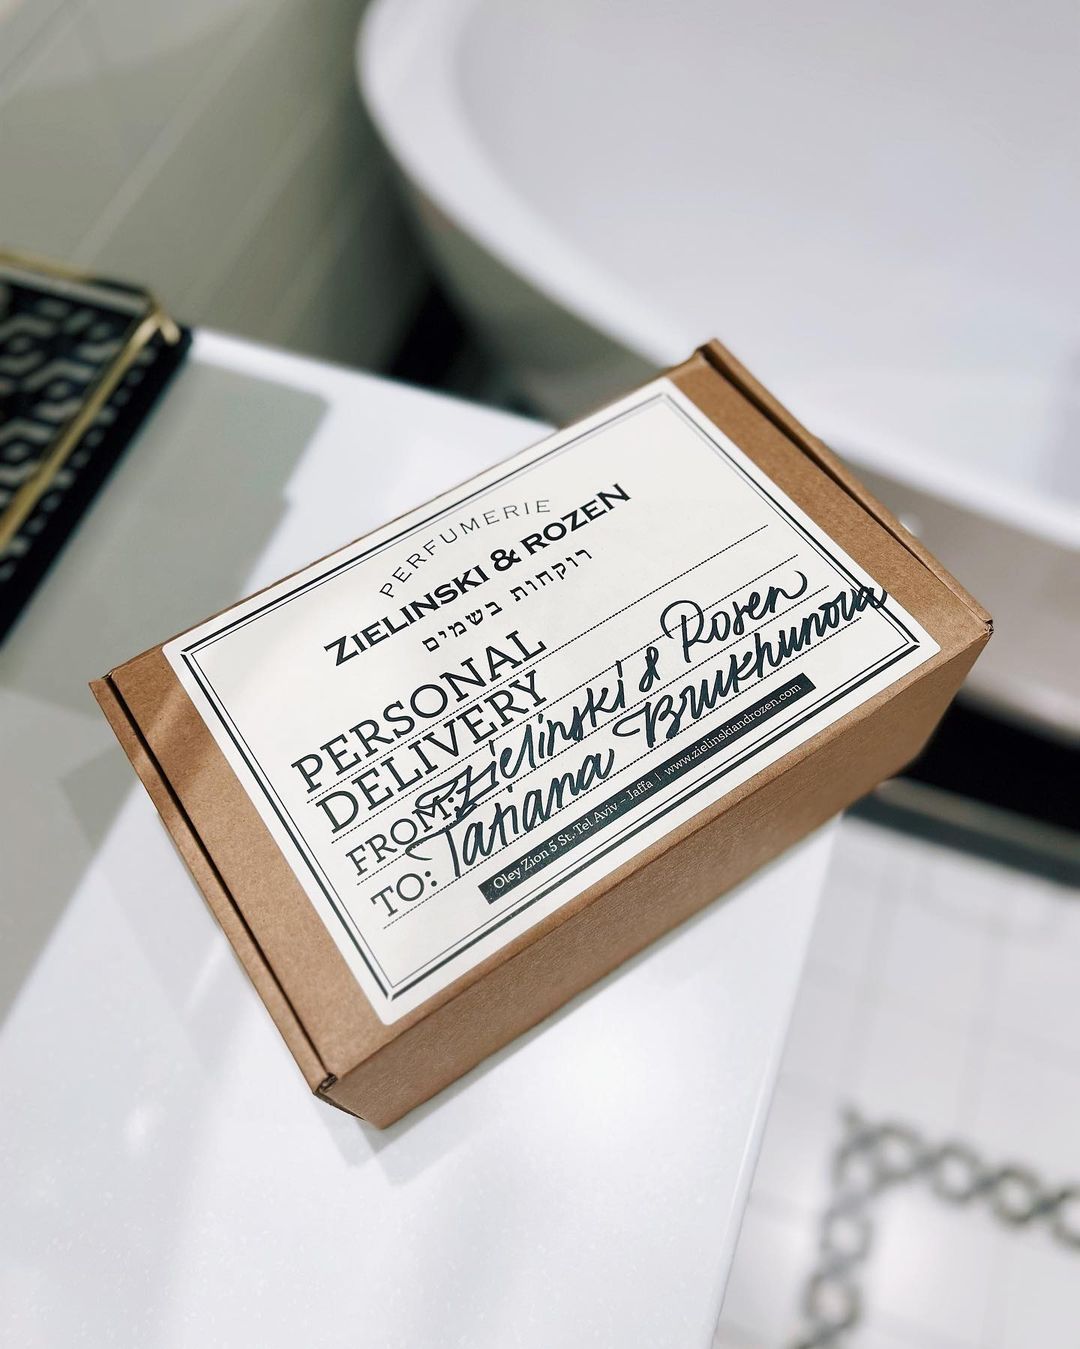 PERFUMERIE
ZIELINSKI & ROZEN
רוקחות בשמים
PERSONAL
DELIVERY
FROM: Zielinski & Rosen
TO: Tatiana Brukhunova
Oley Zion 5 St, Tel Aviv – Jaffa | www.zielinskiandrozen.com